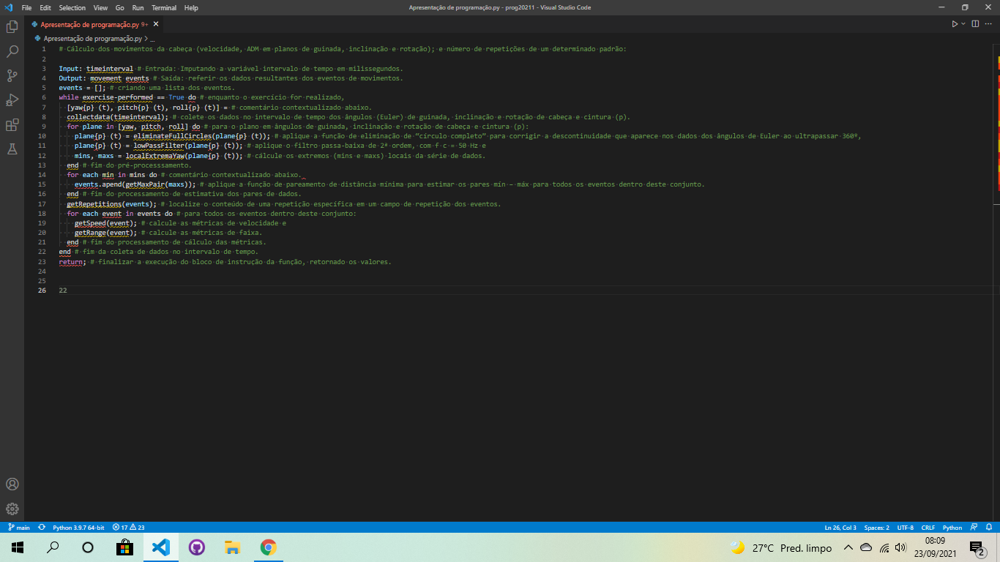 File Edit Selection View Go Run Terminal Help
Apresentação de programação.py - prog20211 - Visual Studio Code
Apresentação de programação.py 9+
Apresentação de programação.py > ...
1 # Cálculo dos movimentos da cabeça (velocidade, ADM em planos de guinada, inclinação e rotação); e número de repetições de um determinado padrão:
2
3 Input: timeinterval # Entrada: Imputando a variável intervalo de tempo em milissegundos.
4 Output: movement events # Saída: referir os dados resultantes dos eventos de movimentos.
5 events = []; # criando uma lista dos eventos.
6 while exercise-performed == True do # enquanto o exercício for realizado,
7 [yaw{p} (t), pitch{p} (t), roll{p} (t)] = # comentário contextualizado abaixo.
8 collectdata(timeinterval); # colete os dados no intervalo de tempo dos ângulos (Euler) de guinada, inclinação e rotação de cabeça e cintura (p).
9 for plane in [yaw, pitch, roll] do # para o plano em ângulos de guinada, inclinação e rotação de cabeça e cintura (p):
10 plane{p} (t) = eliminateFullCircles(plane{p} (t)); # aplique a função de eliminação de “círculo completo” para corrigir a descontinuidade que aparece nos dados dos ângulos de Euler ao ultrapassar 360º,
11 plane{p} (t) = lowPassFilter(plane{p} (t)); # aplique o filtro passa-baixa de 2ª ordem, com f c = 50 Hz e
12 mins, maxs = localExtremaYaw(plane{p} (t)); # cálcule os extremos (mins e maxs) locais da série de dados.
13 end # fim do pré-processsamento.
14 for each min in mins do # comentário contextualizado abaixo.
15 events.apend(getMaxPair(maxs)); # aplique a função de pareamento de distância mínima para estimar os pares mín – máx para todos os eventos dentro deste conjunto.
16 end # fim do processamento de estimativa dos pares de dados.
17 getRepetitions(events); # localize o conteúdo de uma repetição específica em um campo de repetição dos eventos.
18 for each event in events do # para todos os eventos dentro deste conjunto:
19 getSpeed(event); # calcule as métricas de velocidade e
20 getRange(event); # calcule as métricas de faixa.
21 end # fim do processamento de cálculo das métricas.
22 end # fim da coleta de dados no intervalo de tempo.
23 return; # finalizar a execução do bloco de instrução da função, retornado os valores.
24
25
26 22
main Python 3.9.7 64-bit 17 23 Ln 26, Col 3 Spaces: 2 UTF-8 CRLF Python
27°C Pred. limpo
08:09
23/09/2021
2